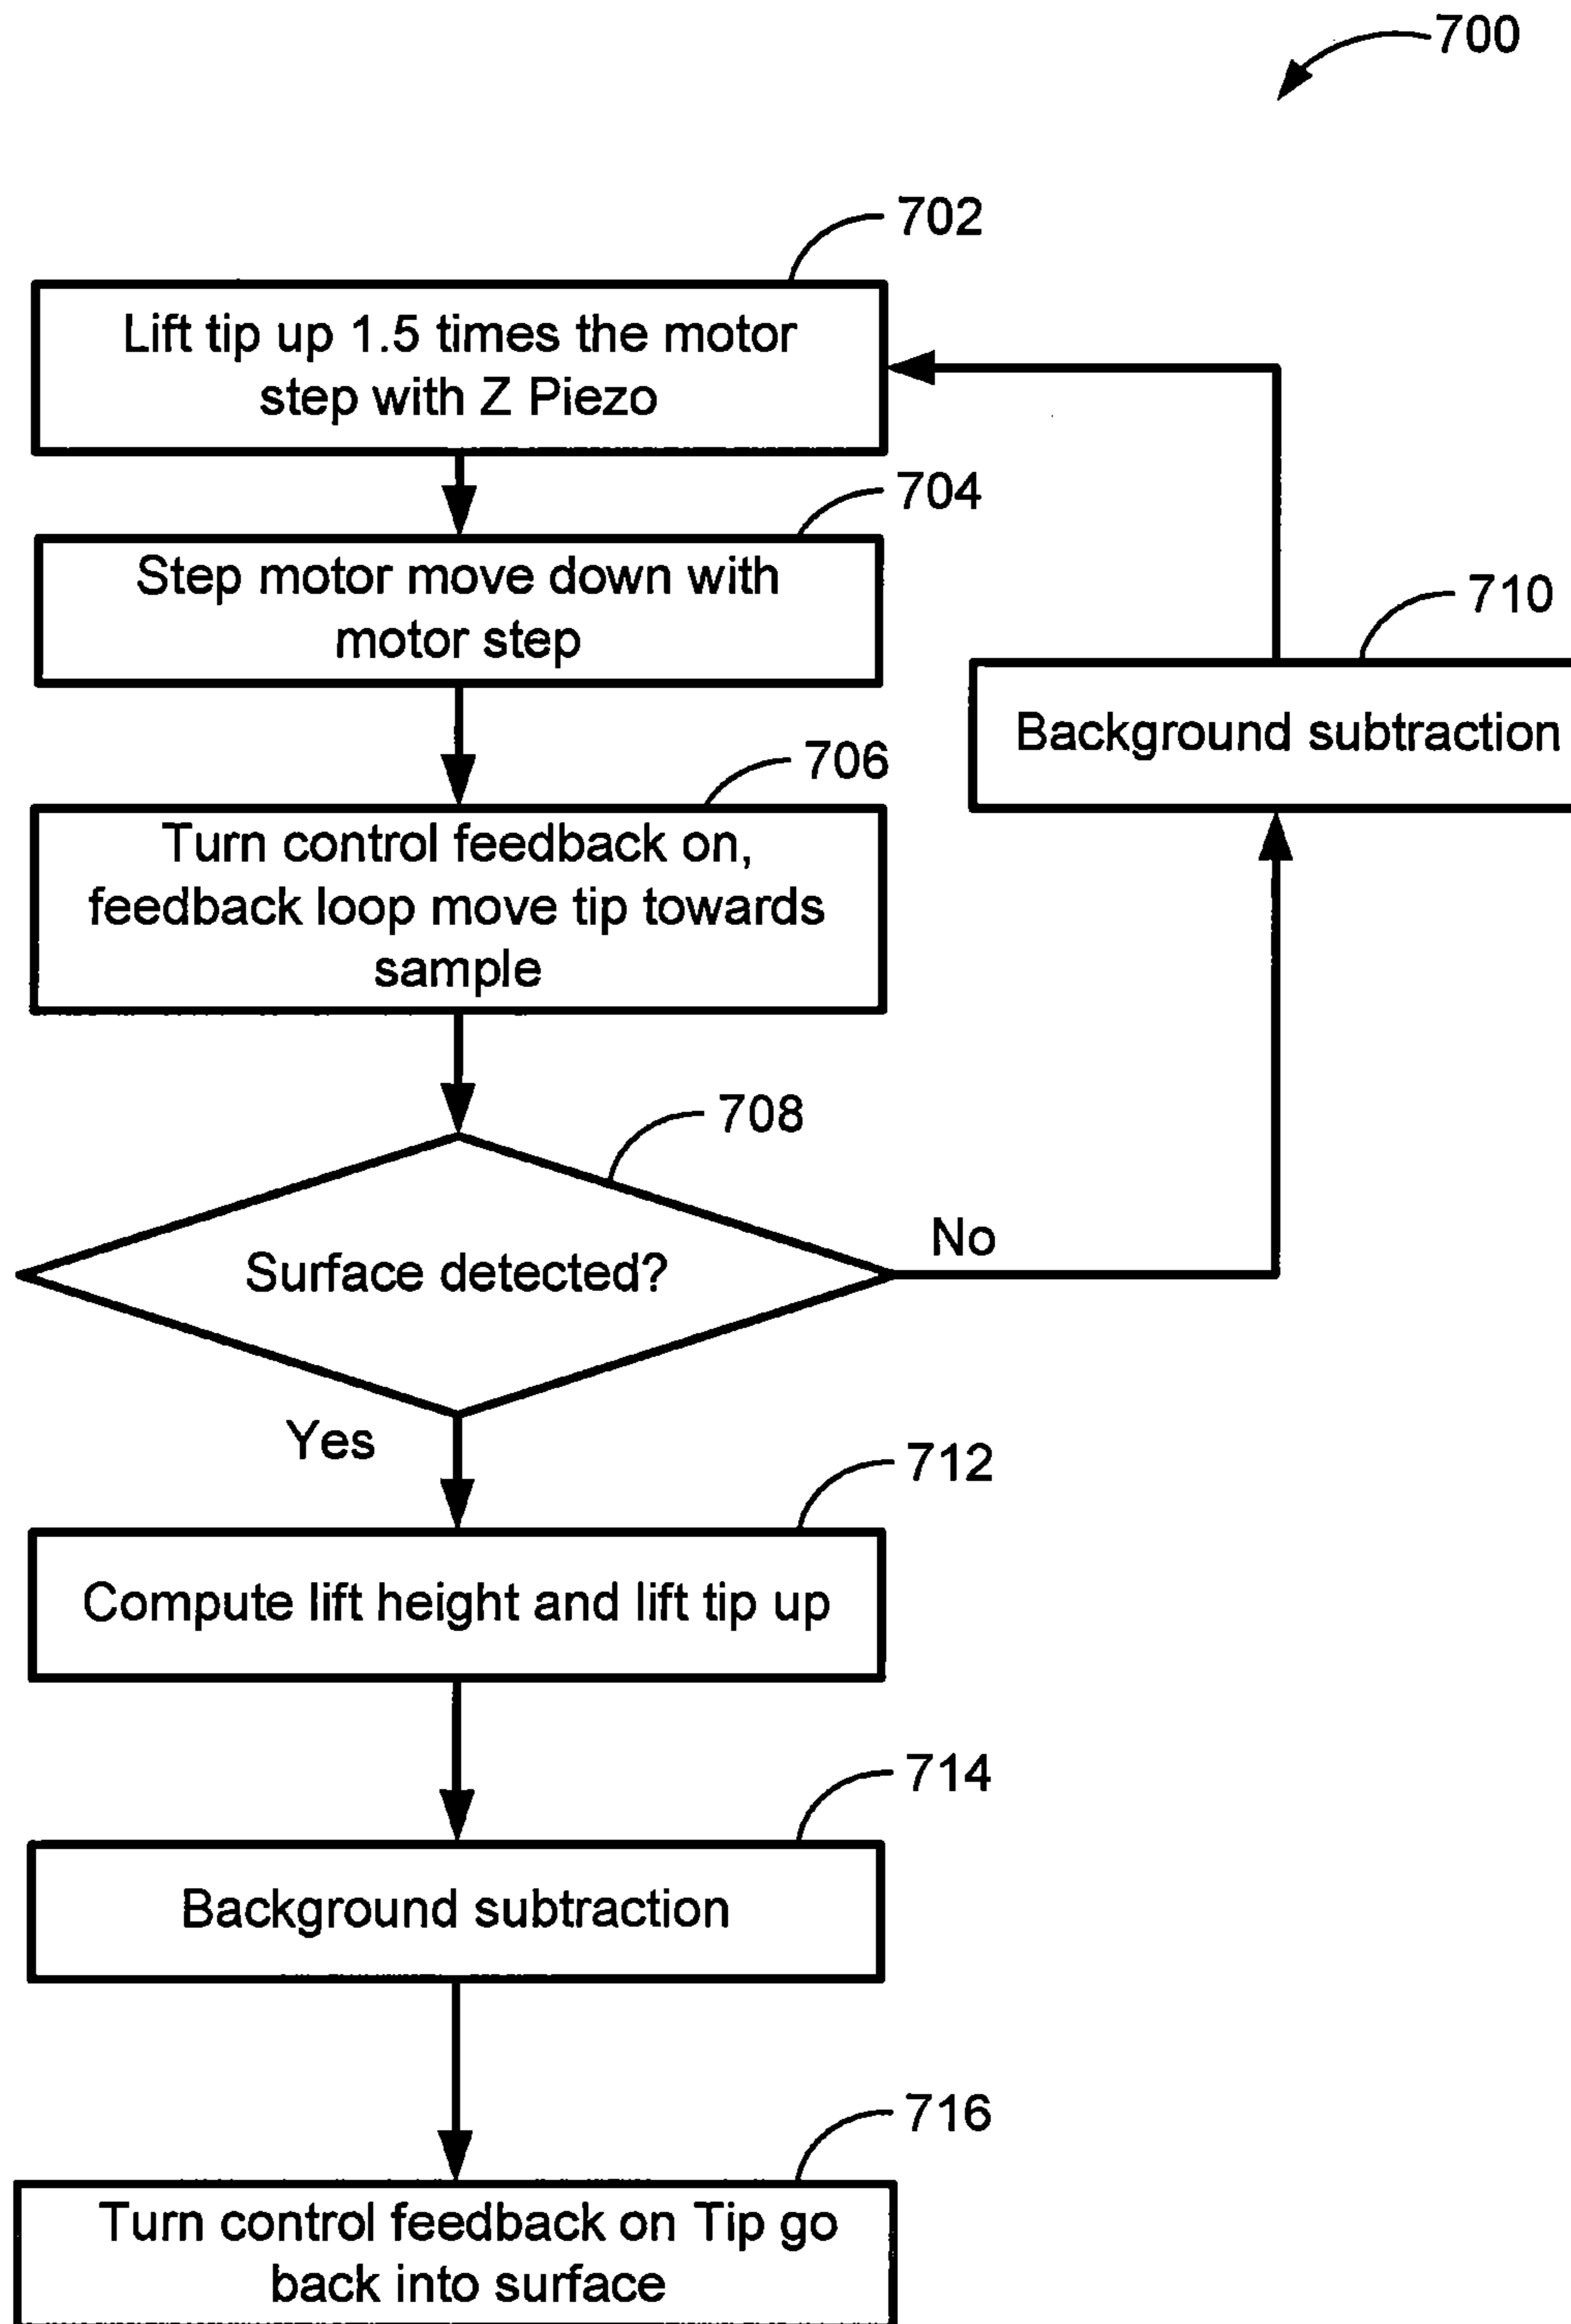 700
702
Lift tip up 1.5 times the motor
step with Z Piezo
704
Step motor move down with
motor step
710
Background subtraction
706
Turn control feedback on,
feedback loop move tip towards
sample
708
Surface detected?
No
Yes
712
Compute lift height and lift tip up
714
Background subtraction
716
Turn control feedback on Tip go
back into surface